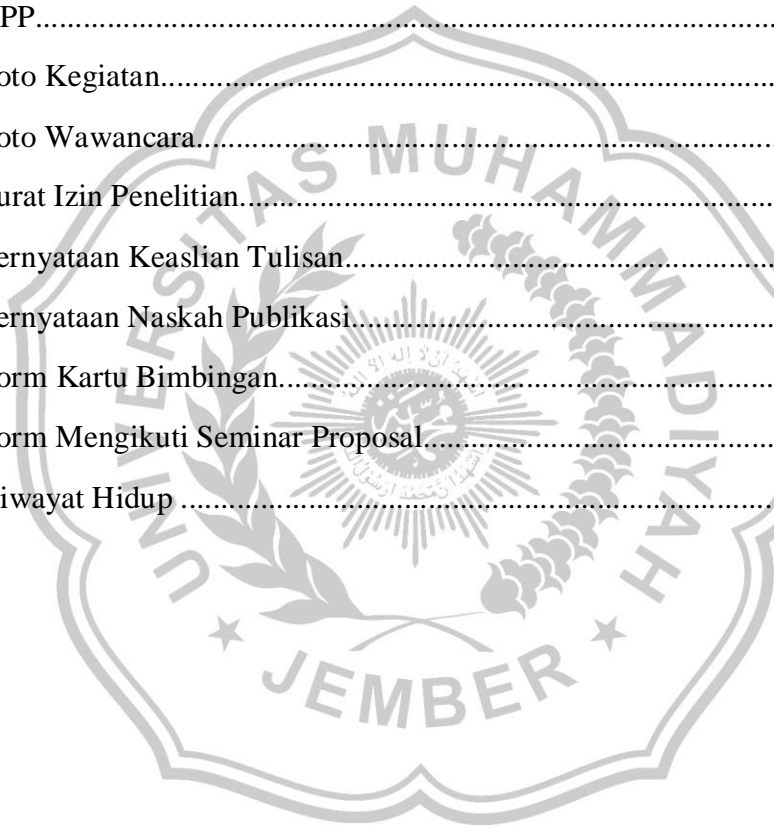 PP
oto Kegiatan
oto Wawancara
urat Izin Penelitian
ernyataan Keaslian Tulisan
ernyataan Naskah Publikasi
orm Kartu Bimbingan
orm Mengikuti Seminar Proposal
iwayat Hidup
UNIVERSITAS MUHAMMADIYAH
JEMBER